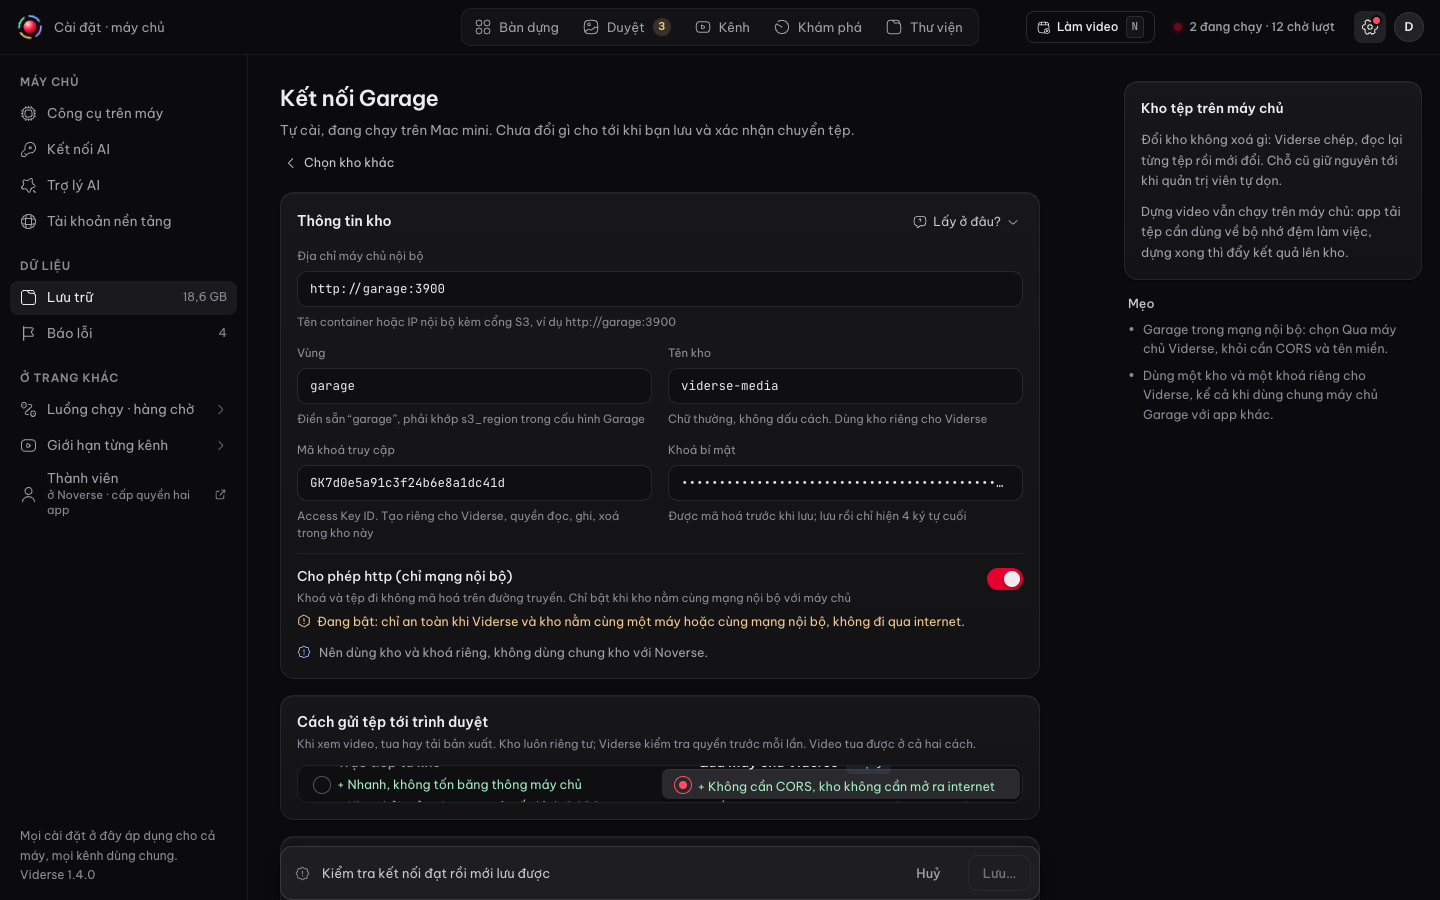 Cài đặt · máy chủ
Bàn dựng
Duyệt 3
Kênh
Khám phá
Thư viện
Làm video N
2 đang chạy · 12 chờ lượt
D
MÁY CHỦ
Công cụ trên máy
Kết nối AI
Trợ lý AI
Tài khoản nền tảng
DỮ LIỆU
Lưu trữ 18,6 GB
Báo lỗi 4
Ở TRANG KHÁC
Luồng chạy · hàng chờ
Giới hạn từng kênh
Thành viên
ở Noverse · cấp quyền hai
app
Mọi cài đặt ở đây áp dụng cho cả
máy, mọi kênh dùng chung.
Viderse 1.4.0
Kết nối Garage
Tự cài, đang chạy trên Mac mini. Chưa đổi gì cho tới khi bạn lưu và xác nhận chuyển tệp.
Chọn kho khác
Thông tin kho
Lấy ở đâu?
Địa chỉ máy chủ nội bộ
http://garage:3900
Tên container hoặc IP nội bộ kèm cổng S3, ví dụ http://garage:3900
Vùng
garage
Điền sẵn “garage”, phải khớp s3_region trong cấu hình Garage
Tên kho
viderse-media
Chữ thường, không dấu cách. Dùng kho riêng cho Viderse
Mã khoá truy cập
GK7d0e5a91c3f24b6e8a1dc41d
Access Key ID. Tạo riêng cho Viderse, quyền đọc, ghi, xoá
trong kho này
Khoá bí mật
••••••••••••••••••••••••••••••••••••••••••…
Được mã hoá trước khi lưu; lưu rồi chỉ hiện 4 ký tự cuối
Cho phép http (chỉ mạng nội bộ)
Khoá và tệp đi không mã hoá trên đường truyền. Chỉ bật khi kho nằm cùng mạng nội bộ với máy chủ
Đang bật: chỉ an toàn khi Viderse và kho nằm cùng một máy hoặc cùng mạng nội bộ, không đi qua internet.
Nên dùng kho và khoá riêng, không dùng chung kho với Noverse.
Cách gửi tệp tới trình duyệt
Khi xem video, tua hay tải bản xuất. Kho luôn riêng tư; Viderse kiểm tra quyền trước mỗi lần. Video tua được ở cả hai cách.
+ Nhanh, không tốn băng thông máy chủ
+ Không cần CORS, kho không cần mở ra internet
Kiểm tra kết nối đạt rồi mới lưu được
Huỷ
Lưu…
Kho tệp trên máy chủ
Đổi kho không xoá gì: Viderse chép, đọc lại
từng tệp rồi mới đổi. Chỗ cũ giữ nguyên tới
khi quản trị viên tự dọn.
Dựng video vẫn chạy trên máy chủ: app tải
tệp cần dùng về bộ nhớ đệm làm việc,
dựng xong thì đẩy kết quả lên kho.
Mẹo
• Garage trong mạng nội bộ: chọn Qua máy
chủ Viderse, khỏi cần CORS và tên miền.
• Dùng một kho và một khoá riêng cho
Viderse, kể cả khi dùng chung máy chủ
Garage với app khác.